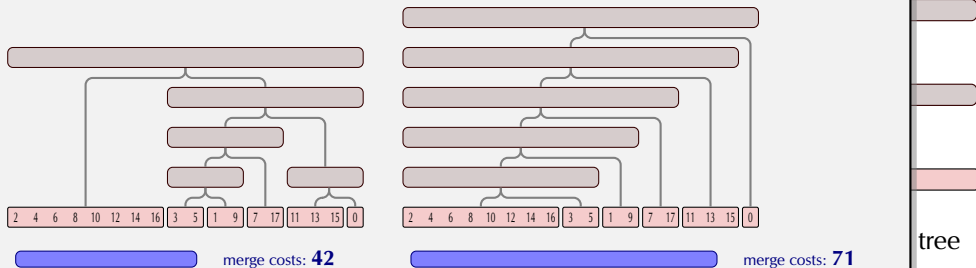 2 4 6 8 10 12 14 16 3 5 1 9 7 17 11 13 15 0
merge costs: 42
2 4 6 8 10 12 14 16 3 5 1 9 7 17 11 13 15 0
merge costs: 71
tree